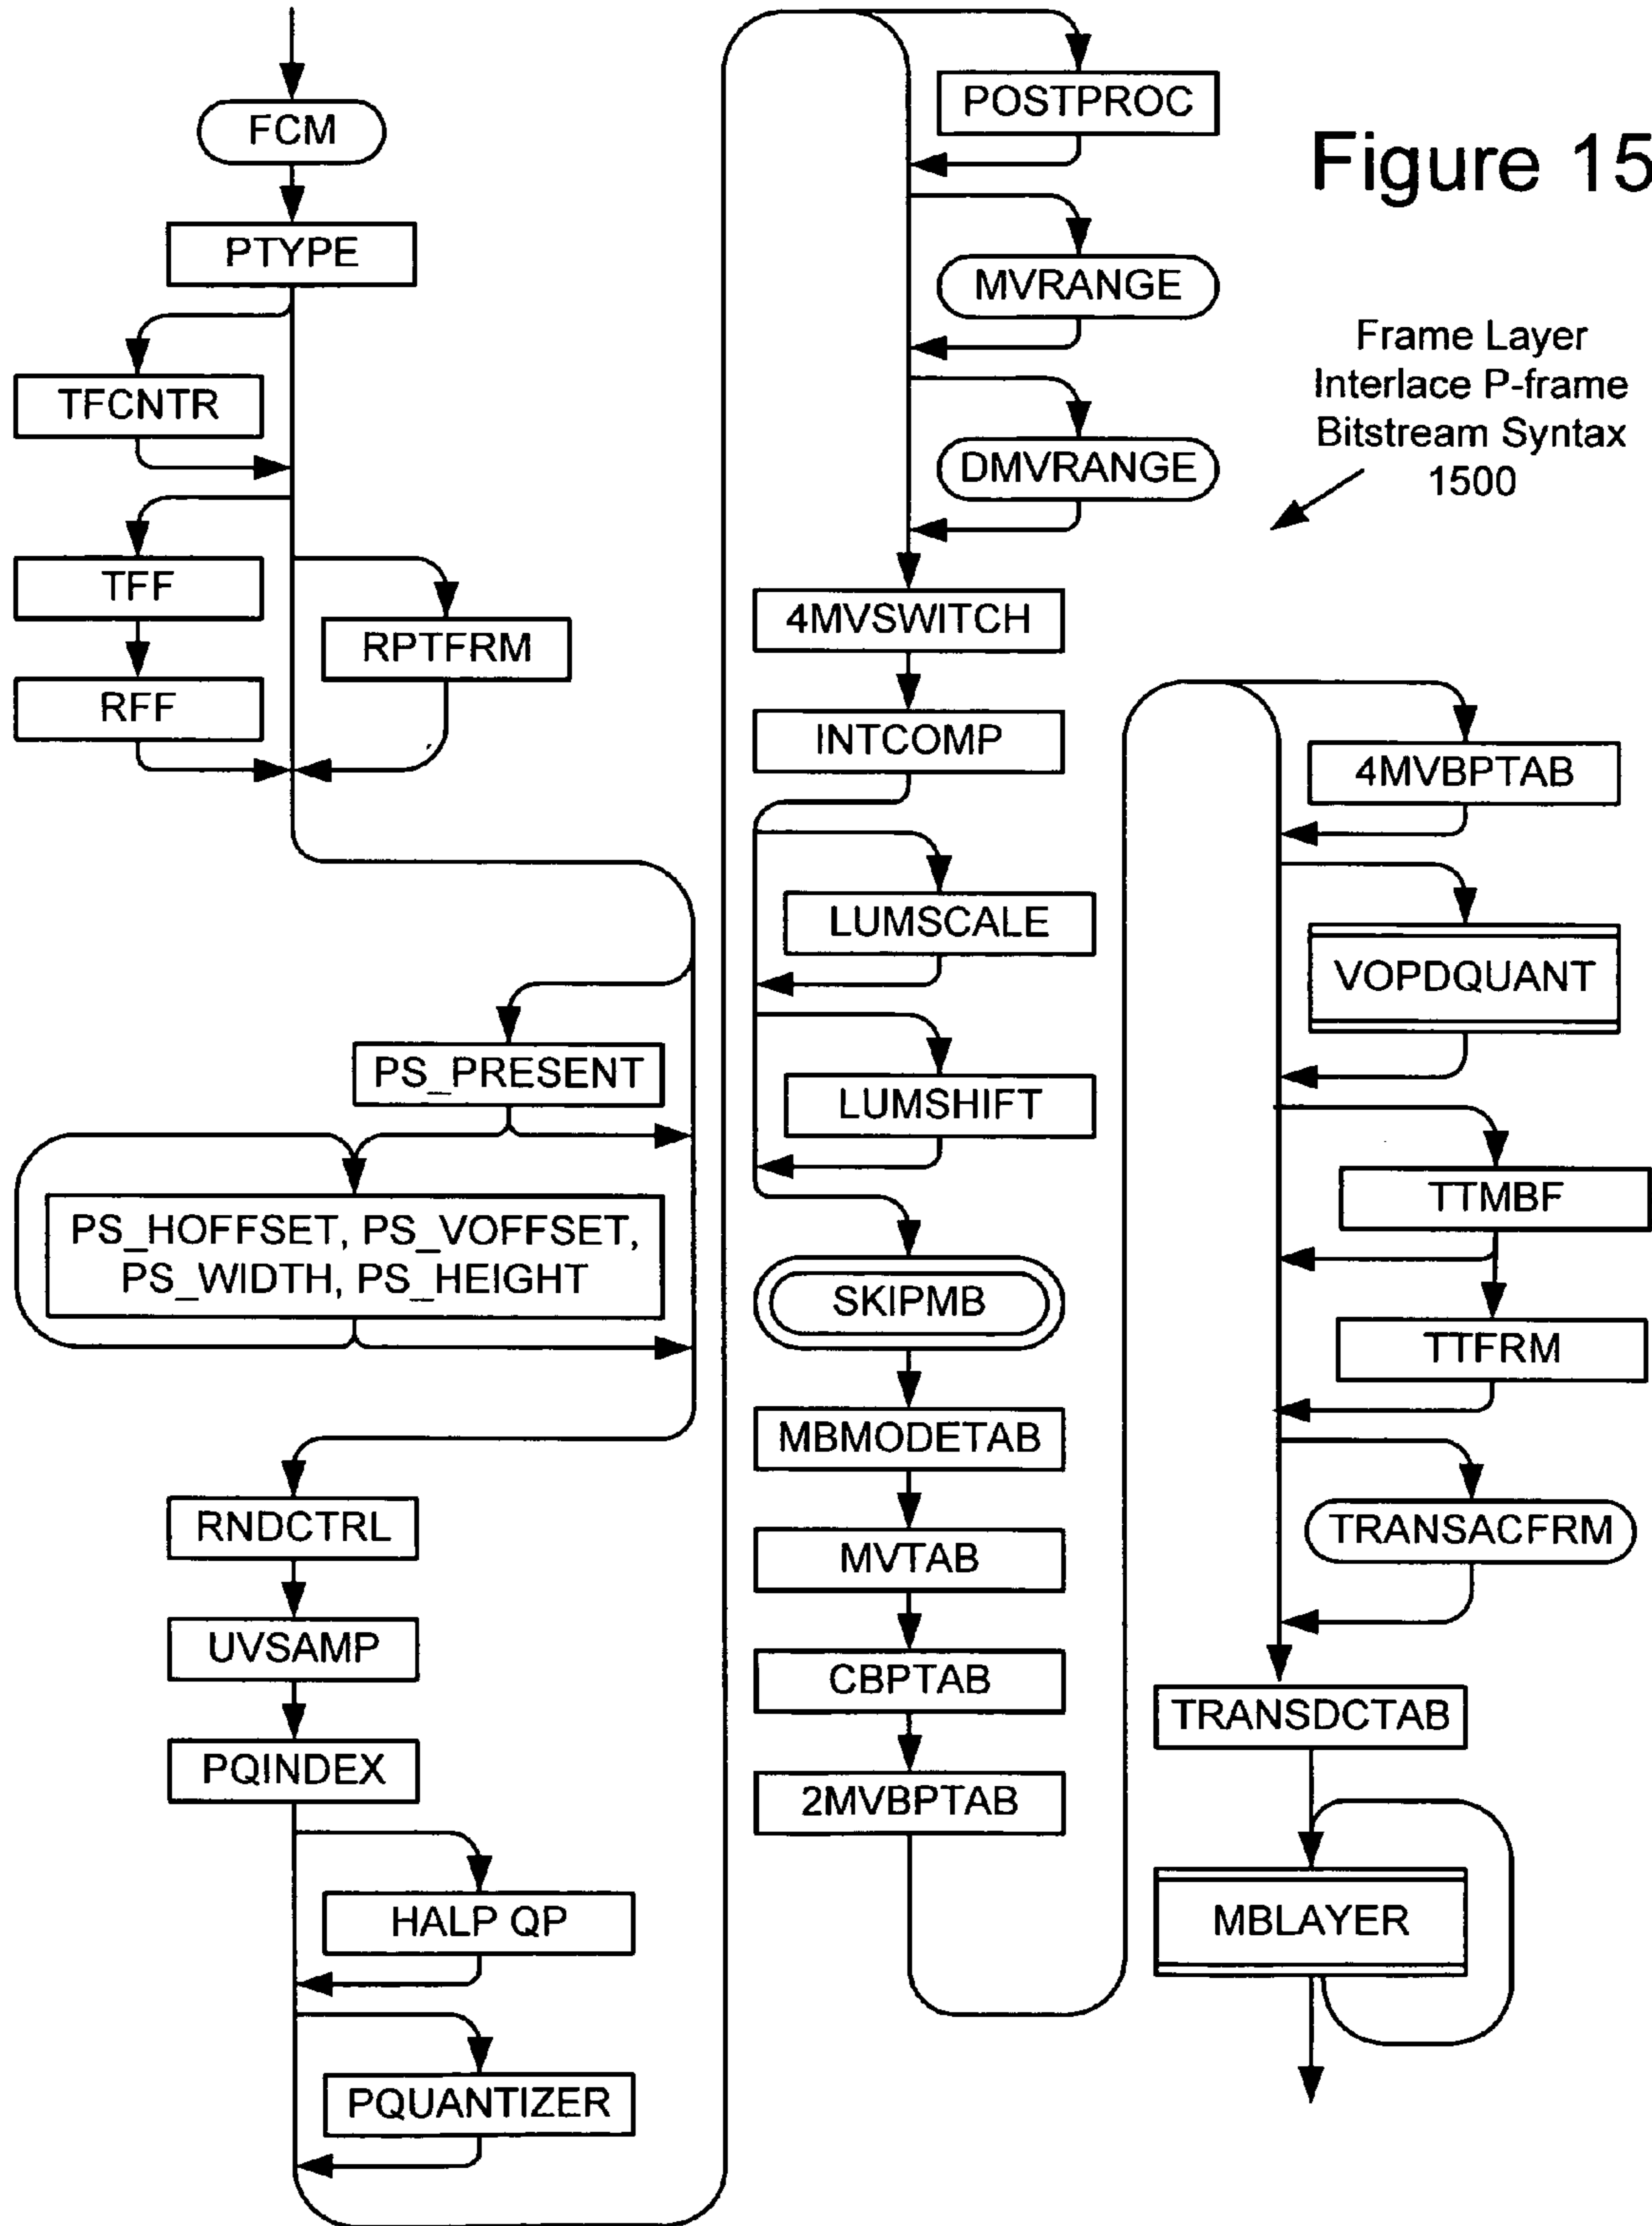 FCM
PTYPE
TFCNTR
TFF
RFF
RPTFRM
PS_PRESENT
PS_HOFFSET, PS_VOFFSET,
PS_WIDTH, PS_HEIGHT
RNDCTRL
UVSAMP
PQINDEX
HALP QP
PQUANTIZER
POSTPROC
MVRANGE
DMVRANGE
4MVSWITCH
INTCOMP
LUMSCALE
LUMSHIFT
SKIPMB
MBMODETAB
MVTAB
CBPTAB
2MVBPTAB
Figure 15
Frame Layer
Interlace P-frame
Bitstream Syntax
1500
4MVBPTAB
VOPDQUANT
TTMBF
TTFRM
TRANSACFRM
TRANSDCTAB
MBLAYER